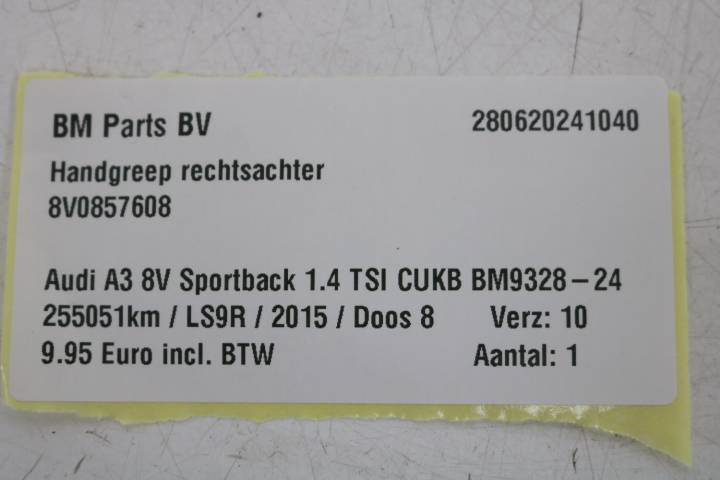 BM Parts BV 280620241040
Handgreep rechtsachter
8V0857608
Audi A3 8V Sportback 1.4 TSI CUKB BM9328-24
255051km / LS9R / 2015 / Doos 8 Verz: 10
9.95 Euro incl. BTW Aantal: 1